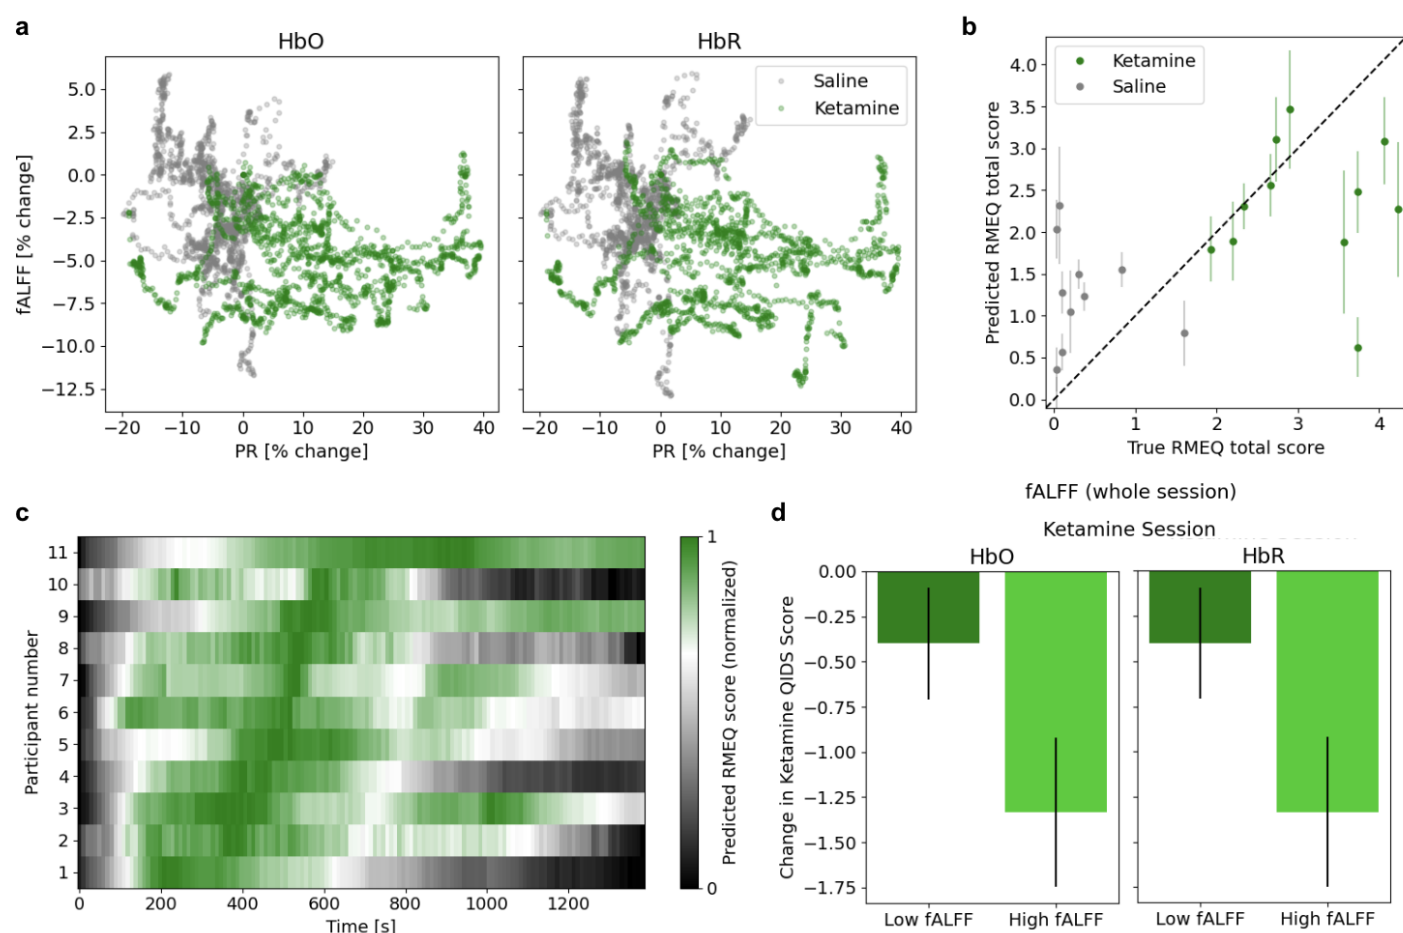 a
HbO
HbR
fALFF [% change]
5.0
2.5
0.0
−2.5
−5.0
−7.5
−10.0
−12.5
−20
−10
0
10
20
30
40
PR [% change]
−20
−10
0
10
20
30
40
PR [% change]
Saline
Ketamine
b
Ketamine
Saline
Predicted RMEQ total score
4.0
3.5
3.0
2.5
2.0
1.5
1.0
0.5
0.0
0
1
2
3
4
True RMEQ total score
c
Participant number
11
10
9
8
7
6
5
4
3
2
1
0
200
400
600
800
1000
1200
Time [s]
1
0
Predicted RMEQ score (normalized)
d
fALFF (whole session)
Ketamine Session
HbO
HbR
Change in Ketamine QIDS Score
0.00
−0.25
−0.50
−0.75
−1.00
−1.25
−1.50
−1.75
Low fALFF
High fALFF
Low fALFF
High fALFF